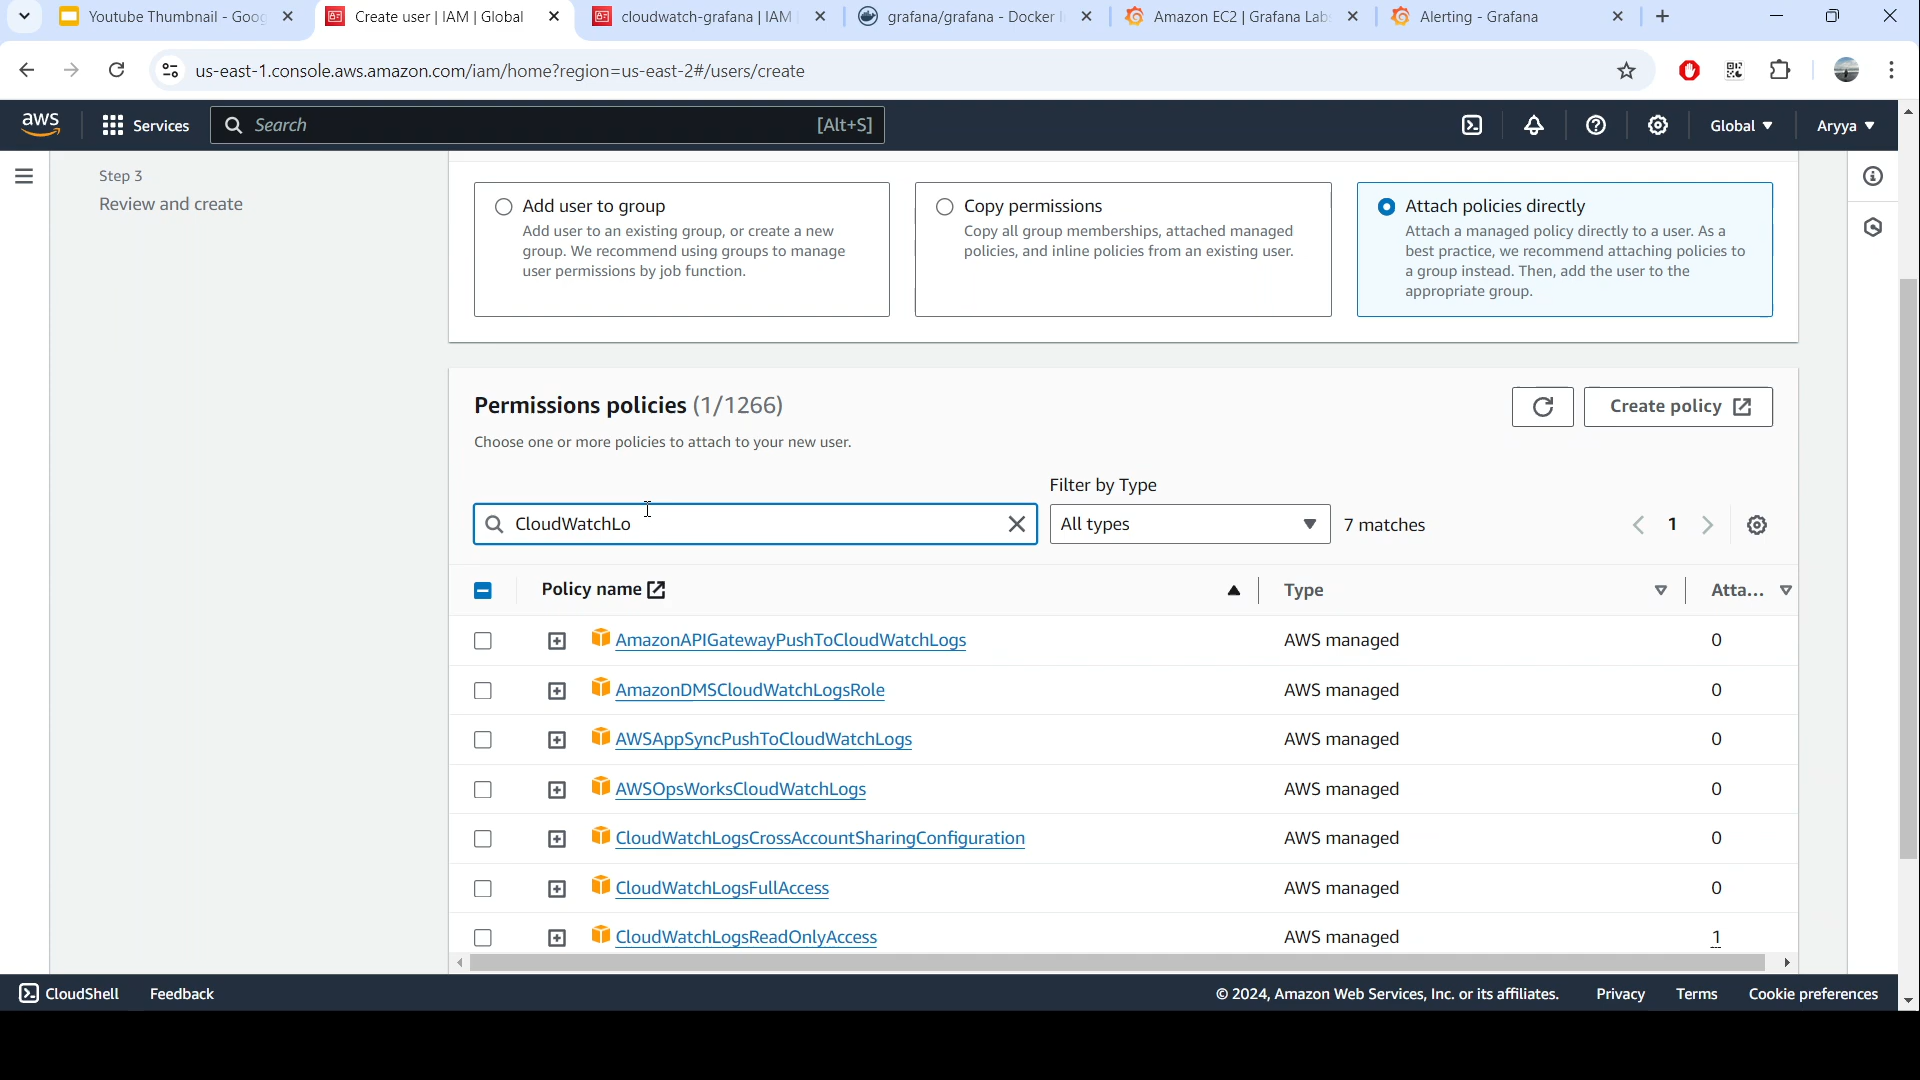 Youtube Thumbnail - Goog
Create user | IAM | Global
cloudwatch-grafana | IAM
grafana/grafana - Docker
Amazon EC2 | Grafana Lab
Alerting - Grafana
us-east-1.console.aws.amazon.com/iam/home?region=us-east-2#/users/create
aws
Services
Search
[Alt+S]
Global
Aryya
Step 3
Review and create
Add user to group
Add user to an existing group, or create a new
group. We recommend using groups to manage
user permissions by job function.
Copy permissions
Copy all group memberships, attached managed
policies, and inline policies from an existing user.
Attach policies directly
Attach a managed policy directly to a user. As a
best practice, we recommend attaching policies to
a group instead. Then, add the user to the
appropriate group.
Permissions policies (1/1266)
Choose one or more policies to attach to your new user.
Create policy
Filter by Type
CloudWatchLo
All types
7 matches
1
Policy name
Type
Atta...
AmazonAPIGatewayPushToCloudWatchLogs AWS managed 0
AmazonDMSCloudWatchLogsRole AWS managed 0
AWSAppSyncPushToCloudWatchLogs AWS managed 0
AWSOpsWorksCloudWatchLogs AWS managed 0
CloudWatchLogsCrossAccountSharingConfiguration AWS managed 0
CloudWatchLogsFullAccess AWS managed 0
CloudWatchLogsReadOnlyAccess AWS managed 1
CloudShell
Feedback
© 2024, Amazon Web Services, Inc. or its affiliates.
Privacy
Terms
Cookie preferences